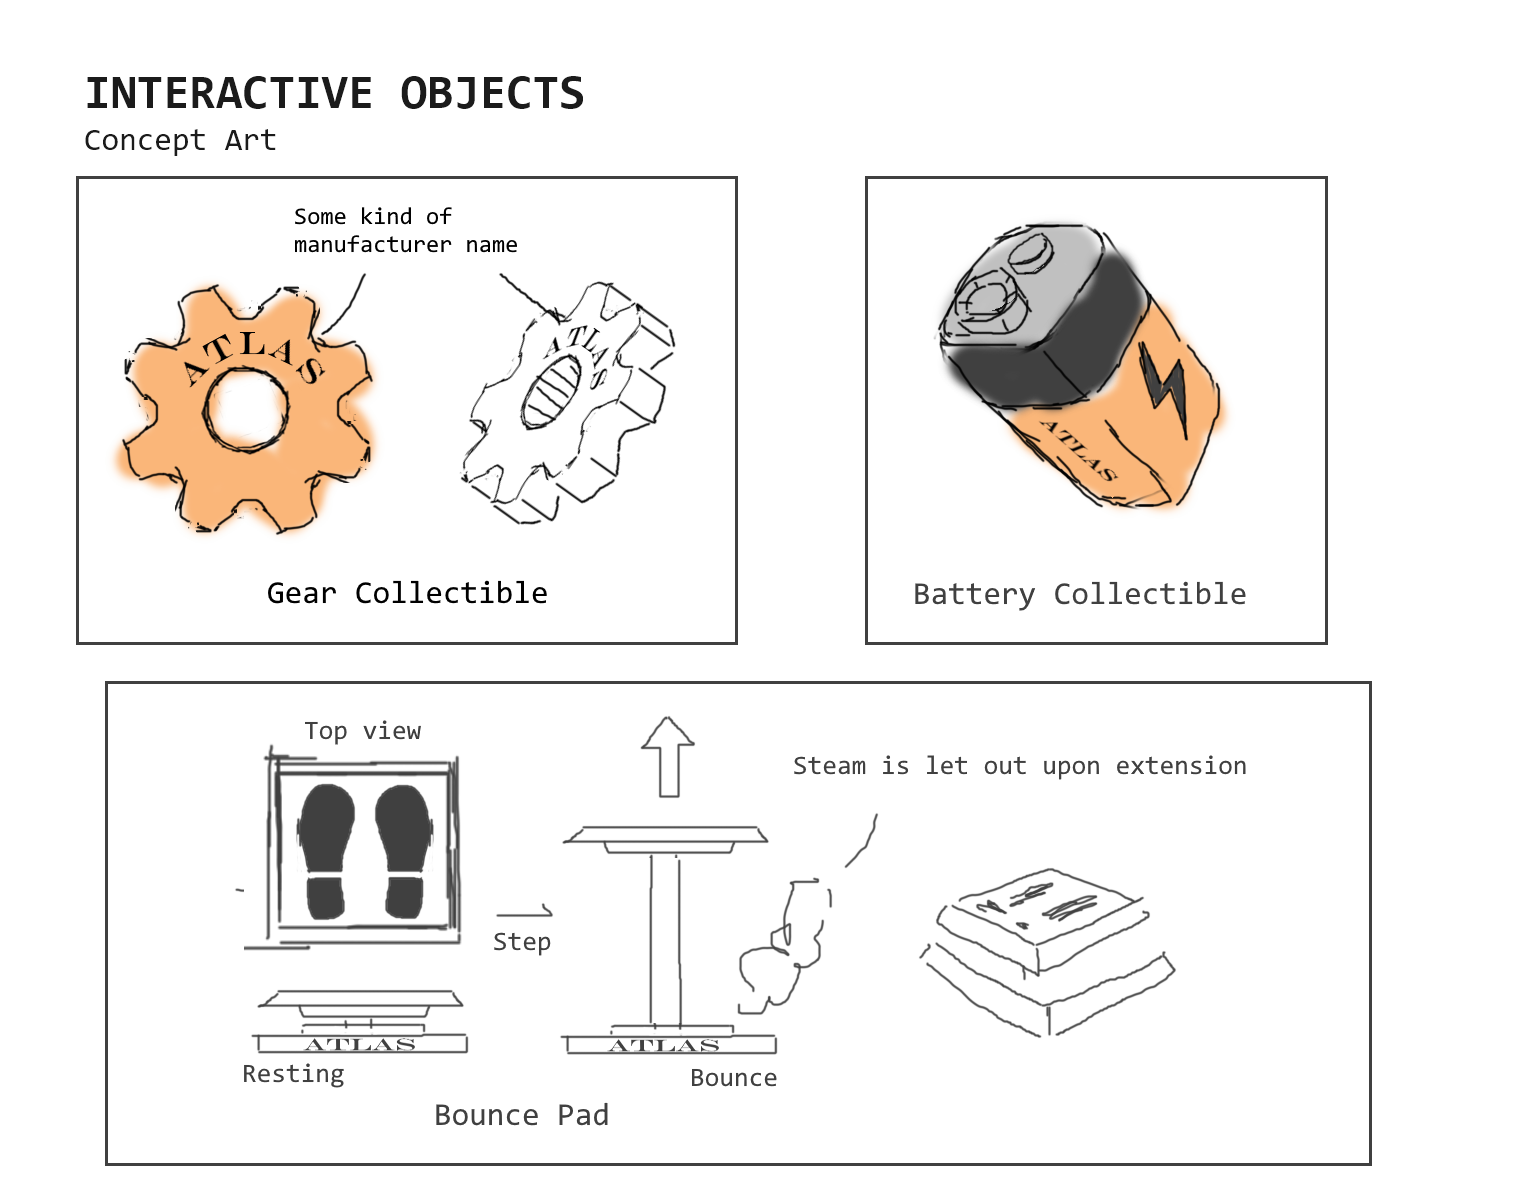 INTERACTIVE OBJECTS
Concept Art
Some kind of
manufacturer name
ATLAS
ATLAS
Gear Collectible
ATLAS
Battery Collectible
Top view
Steam is let out upon extension
Step
ATLAS
ATLAS
Resting
Bounce
Bounce Pad